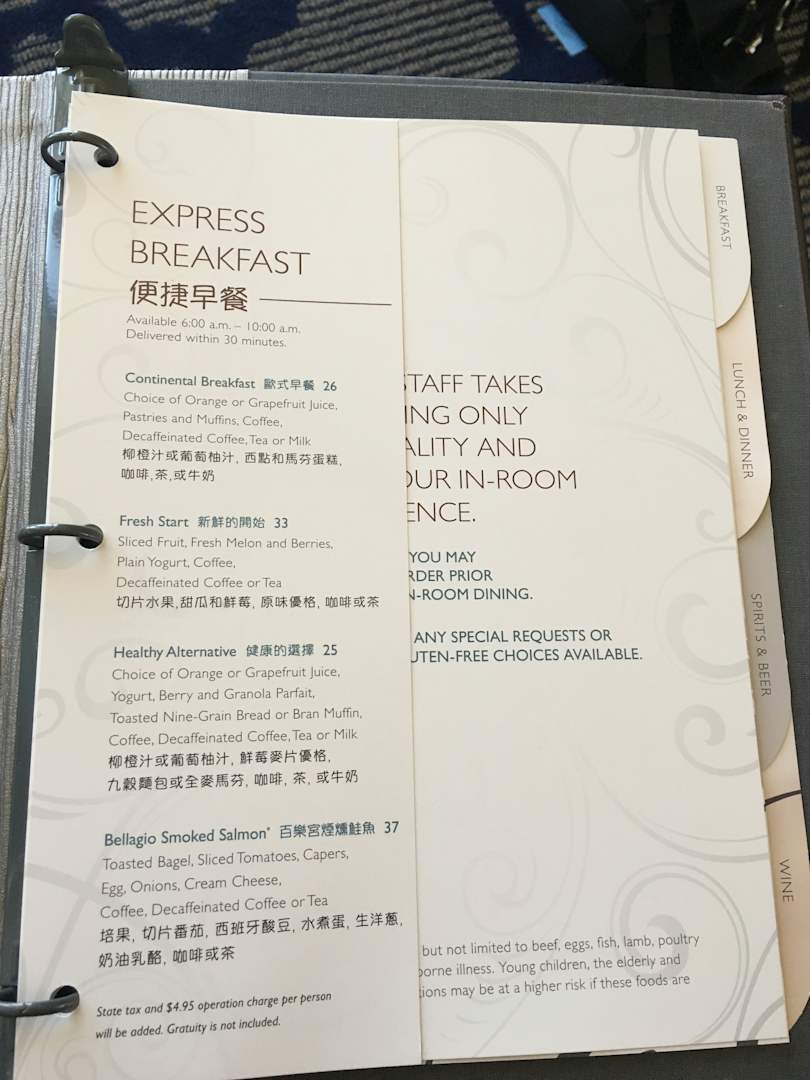 EXPRESS
BREAKFAST
便捷早餐
Available 6:00 a.m. – 10:00 a.m.
Delivered within 30 minutes.
Continental Breakfast 歐式早餐 26
Choice of Orange or Grapefruit Juice,
Pastries and Muffins, Coffee,
Decaffeinated Coffee, Tea or Milk
柳橙汁或葡萄柚汁, 西點和馬芬蛋糕,
咖啡,茶,或牛奶
Fresh Start 新鮮的開始 33
Sliced Fruit, Fresh Melon and Berries,
Plain Yogurt, Coffee,
Decaffeinated Coffee or Tea
切片水果,甜瓜和鮮莓, 原味優格, 咖啡或茶
Healthy Alternative 健康的選擇 25
Choice of Orange or Grapefruit Juice,
Yogurt, Berry and Granola Parfait,
Toasted Nine-Grain Bread or Bran Muffin,
Coffee, Decaffeinated Coffee, Tea or Milk
柳橙汁或葡萄柚汁, 鮮莓麥片優格,
九穀麵包或全麥馬芬, 咖啡, 茶, 或牛奶
Bellagio Smoked Salmon* 百樂宮煙燻鮭魚 37
Toasted Bagel, Sliced Tomatoes, Capers,
Egg, Onions, Cream Cheese,
Coffee, Decaffeinated Coffee or Tea
培果, 切片番茄, 西班牙酸豆, 水煮蛋, 生洋蔥,
奶油乳酪, 咖啡或茶
State tax and $4.95 operation charge per person
will be added. Gratuity is not included.
STAFF TAKES
ING ONLY
ALITY AND
OUR IN-ROOM
ENCE.
YOU MAY
RDER PRIOR
N-ROOM DINING.
ANY SPECIAL REQUESTS OR
UTEN-FREE CHOICES AVAILABLE.
but not limited to beef, eggs, fish, lamb, poultry
borne illness. Young children, the elderly and
tions may be at a higher risk if these foods are
BREAKFAST
LUNCH & DINNER
SPIRITS & BEER
WINE